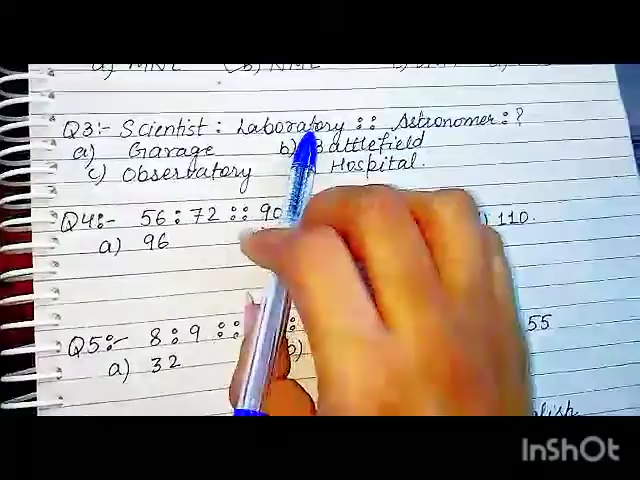 Q3:- Scientist : Laboratory :: Astronomer : ?
a) Garage b) Battlefield
c) Observatory Hospital.
Q4:- 56 : 72 :: 90 110.
a) 96
Q5:- 8 : 9 :: : 55
a) 32 b)
InShOt